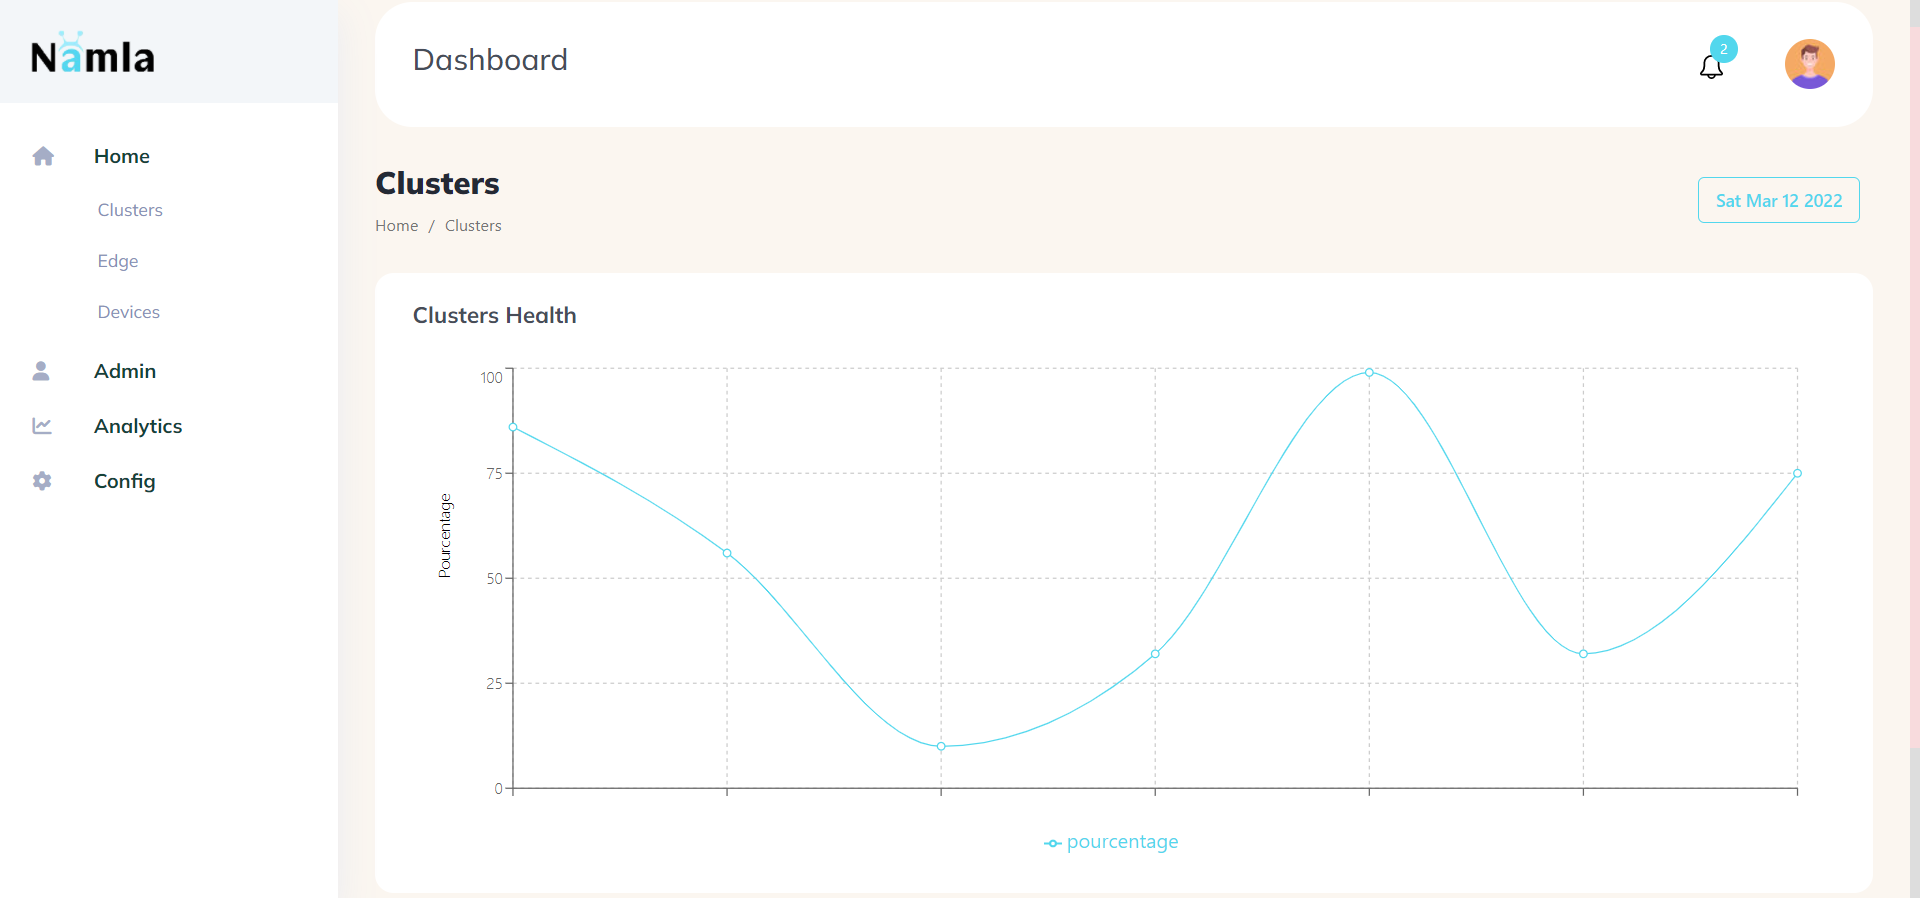 Namla
Home
Clusters
Edge
Devices
Admin
Analytics
Config
Dashboard
2
Clusters
Home / Clusters
Sat Mar 12 2022
Clusters Health
100
75
50
25
0
Pourcentage
pourcentage